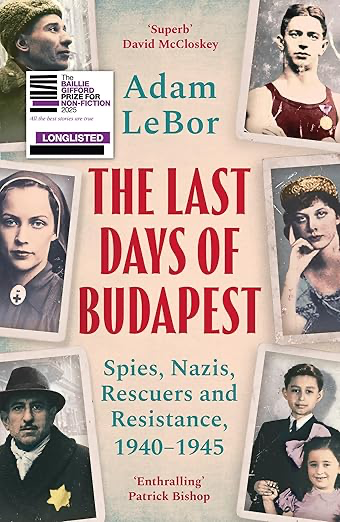 ‘Superb’
David McCloskey
The
BAILLIE
GIFFORD
PRIZE FOR
NON-FICTION
2025
All the best stories are true
LONGLISTED
Adam
LeBor
THE LAST
DAYS OF
BUDAPEST
Spies, Nazis,
Rescuers and
Resistance,
1940–1945
‘Enthralling’
Patrick Bishop